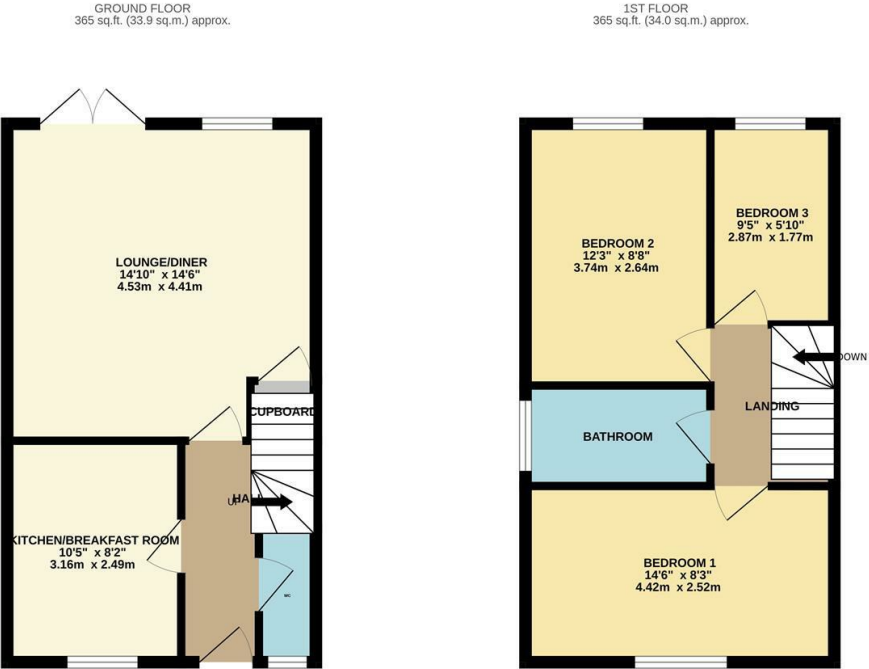 GROUND FLOOR
365 sq.ft. (33.9 sq.m.) approx.
1ST FLOOR
365 sq.ft. (34.0 sq.m.) approx.
LOUNGE/DINER
14'10" x 14'6"
4.53m x 4.41m
CUPBOARD
HALL
UP
KITCHEN/BREAKFAST ROOM
10'5" x 8'2"
3.16m x 2.49m
WC
BEDROOM 2
12'3" x 8'8"
3.74m x 2.64m
BEDROOM 3
9'5" x 5'10"
2.87m x 1.77m
DOWN
LANDING
BATHROOM
BEDROOM 1
14'6" x 8'3"
4.42m x 2.52m